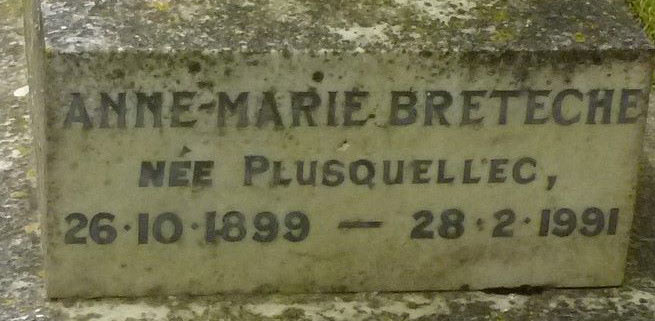 ANNE-MARIE BRETECHE
NÉE PLUSQUELLEC,
26·10·1899 — 28·2·1991